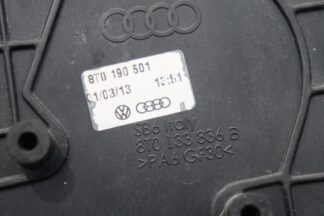 8T0 190 601
01/03/13 13:51
SB6 Italy
8T0 133 836 B
>PA6 GF30<